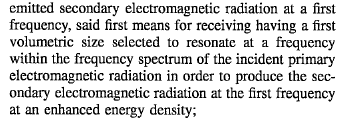 emitted secondary electromagnetic radiation at a first
frequency, said first means for receiving having a first
volumetric size selected to resonate at a frequency
within the frequency spectrum of the incident primary
electromagnetic radiation in order to produce the sec-
ondary electromagnetic radiation at the first frequency
at an enhanced energy density;